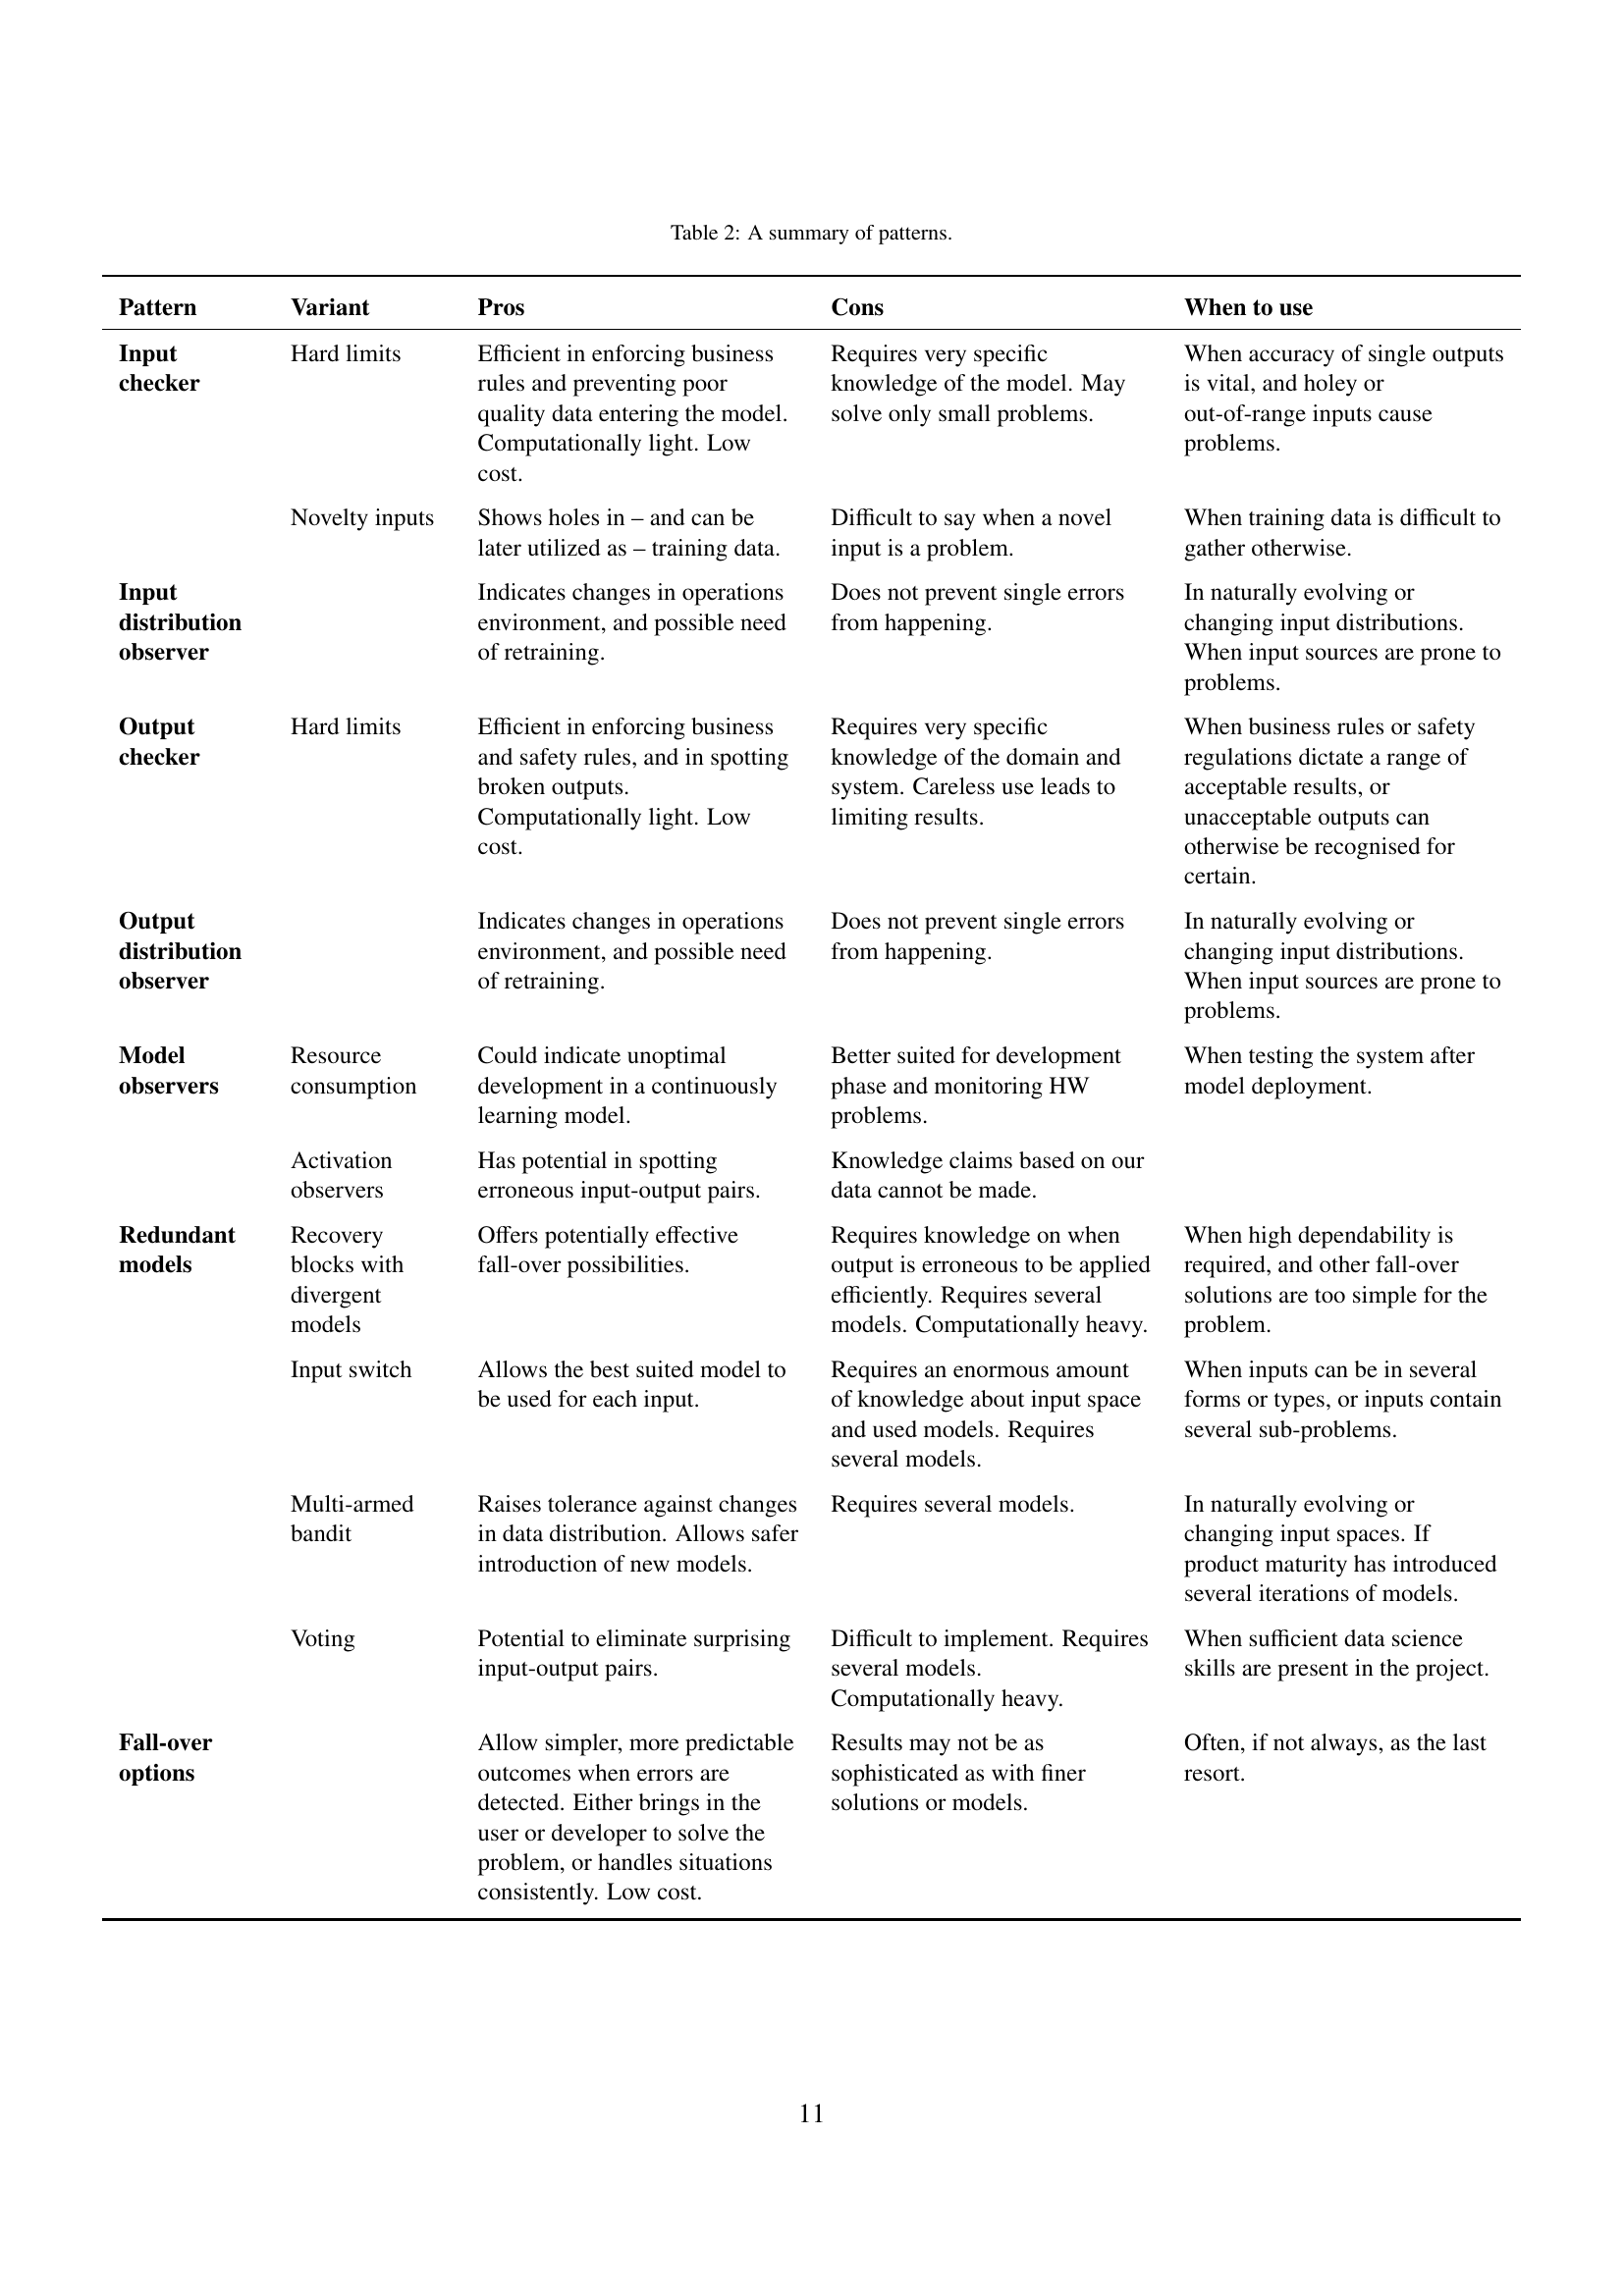 Table 2: A summary of patterns.
Pattern Variant Pros Cons When to use
Input Hard limits Efficient in enforcing business Requires very specific When accuracy of single outputs
checker rules and preventing poor knowledge of the model. May is vital, and holey or
quality data entering the model. solve only small problems. out-of-range inputs cause
Computationally light. Low problems.
cost.
Novelty inputs Shows holes in – and can be Difficult to say when a novel When training data is difficult to
later utilized as – training data. input is a problem. gather otherwise.
Input Indicates changes in operations Does not prevent single errors In naturally evolving or
distribution environment, and possible need from happening. changing input distributions.
observer of retraining. When input sources are prone to
problems.
Output Hard limits Efficient in enforcing business Requires very specific When business rules or safety
checker and safety rules, and in spotting knowledge of the domain and regulations dictate a range of
broken outputs. system. Careless use leads to acceptable results, or
Computationally light. Low limiting results. unacceptable outputs can
cost. otherwise be recognised for
certain.
Output Indicates changes in operations Does not prevent single errors In naturally evolving or
distribution environment, and possible need from happening. changing input distributions.
observer of retraining. When input sources are prone to
problems.
Model Resource Could indicate unoptimal Better suited for development When testing the system after
observers consumption development in a continuously phase and monitoring HW model deployment.
learning model. problems.
Activation Has potential in spotting Knowledge claims based on our
observers erroneous input-output pairs. data cannot be made.
Redundant Recovery Offers potentially effective Requires knowledge on when When high dependability is
models blocks with fall-over possibilities. output is erroneous to be applied required, and other fall-over
divergent efficiently. Requires several solutions are too simple for the
models models. Computationally heavy. problem.
Input switch Allows the best suited model to Requires an enormous amount When inputs can be in several
be used for each input. of knowledge about input space forms or types, or inputs contain
and used models. Requires several sub-problems.
several models.
Multi-armed Raises tolerance against changes Requires several models. In naturally evolving or
bandit in data distribution. Allows safer changing input spaces. If
introduction of new models. product maturity has introduced
several iterations of models.
Voting Potential to eliminate surprising Difficult to implement. Requires When sufficient data science
input-output pairs. several models. skills are present in the project.
Computationally heavy.
Fall-over Allow simpler, more predictable Results may not be as Often, if not always, as the last
options outcomes when errors are sophisticated as with finer resort.
detected. Either brings in the solutions or models.
user or developer to solve the
problem, or handles situations
consistently. Low cost.
11